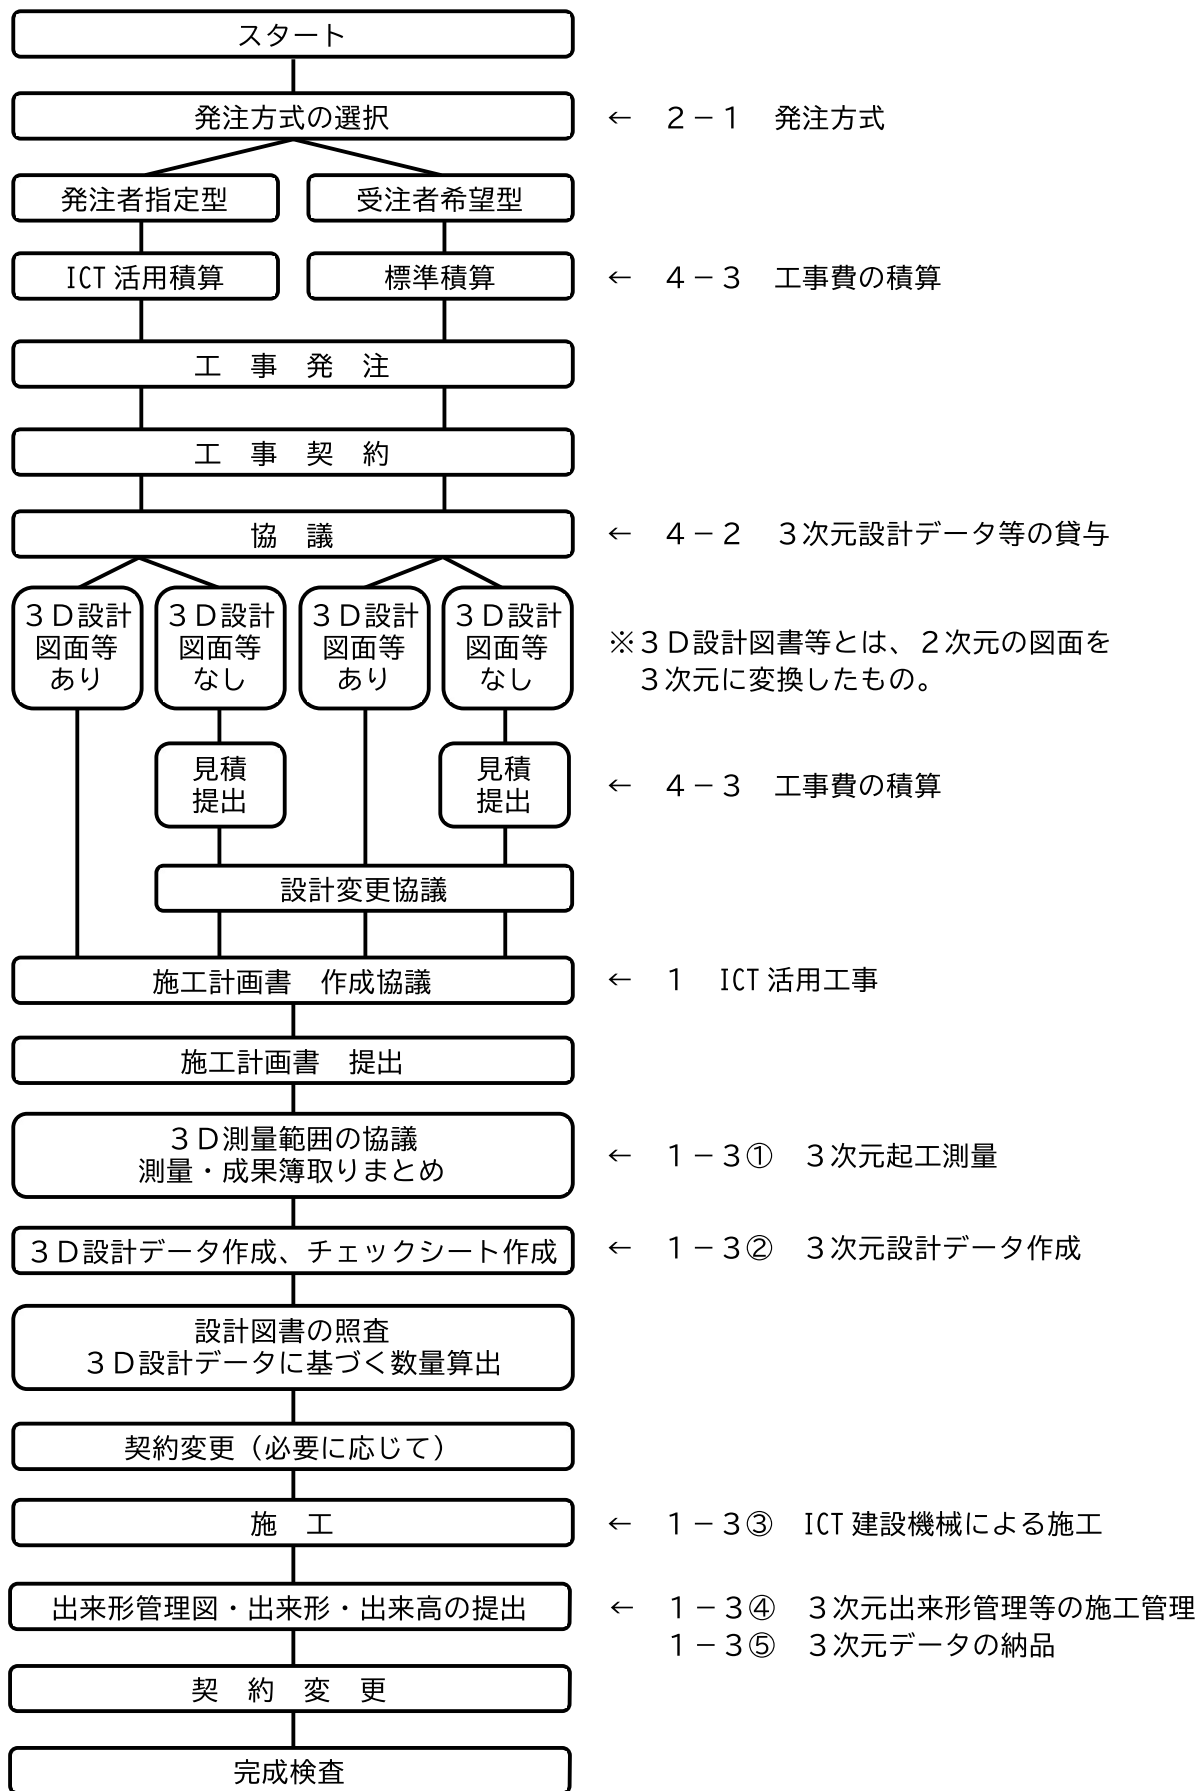 スタート
発注方式の選択
← ２－１ 発注方式
発注者指定型
受注者希望型
ICT 活用積算
標準積算
← ４－３ 工事費の積算
工 事 発 注
工 事 契 約
協 議
← ４－２ ３次元設計データ等の貸与
３Ｄ設計
図面等
あり
３Ｄ設計
図面等
なし
３Ｄ設計
図面等
あり
３Ｄ設計
図面等
なし
※３Ｄ設計図書等とは、２次元の図面を
３次元に変換したもの。
見積
提出
見積
提出
← ４－３ 工事費の積算
設計変更協議
施工計画書 作成協議
← １ ICT 活用工事
施工計画書 提出
３Ｄ測量範囲の協議
測量・成果簿取りまとめ
← １－３① ３次元起工測量
３Ｄ設計データ作成、チェックシート作成
← １－３② ３次元設計データ作成
設計図書の照査
３Ｄ設計データに基づく数量算出
契約変更（必要に応じて）
施 工
← １－３③ ICT 建設機械による施工
出来形管理図・出来形・出来高の提出
← １－３④ ３次元出来形管理等の施工管理
１－３⑤ ３次元データの納品
契 約 変 更
完成検査